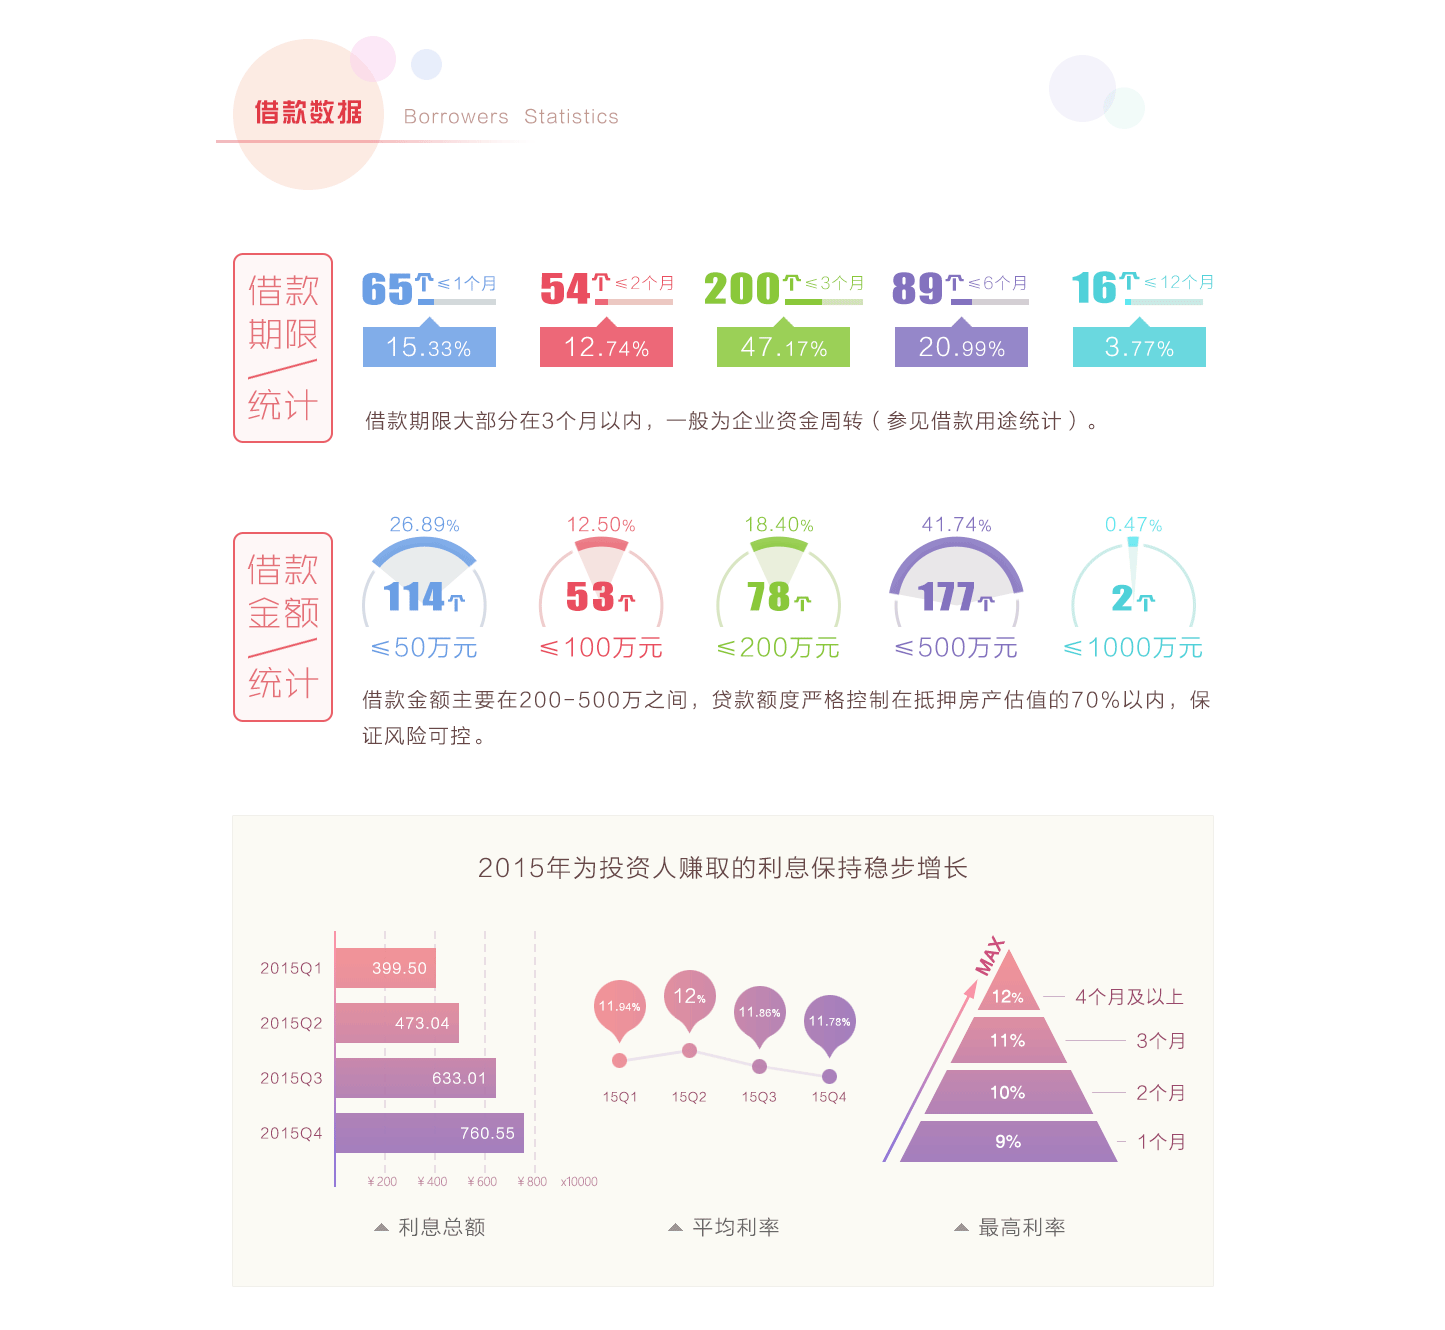 借款数据
Borrowers Statistics
借款
期限
统计
65个 ≤1个月
15.33%
54个 ≤2个月
12.74%
200个 ≤3个月
47.17%
89个 ≤6个月
20.99%
16个 ≤12个月
3.77%
借款期限大部分在3个月以内，一般为企业资金周转（参见借款用途统计）。
借款
金额
统计
26.89%
114个
≤50万元
12.50%
53个
≤100万元
18.40%
78个
≤200万元
41.74%
177个
≤500万元
0.47%
2个
≤1000万元
借款金额主要在200-500万之间，贷款额度严格控制在抵押房产估值的70%以内，保
证风险可控。
2015年为投资人赚取的利息保持稳步增长
2015Q1 399.50
2015Q2 473.04
2015Q3 633.01
2015Q4 760.55
¥200 ¥400 ¥600 ¥800 x10000
利息总额
11.94% 12% 11.86% 11.78%
15Q1 15Q2 15Q3 15Q4
平均利率
MAX
12% 4个月及以上
11% 3个月
10% 2个月
9% 1个月
最高利率